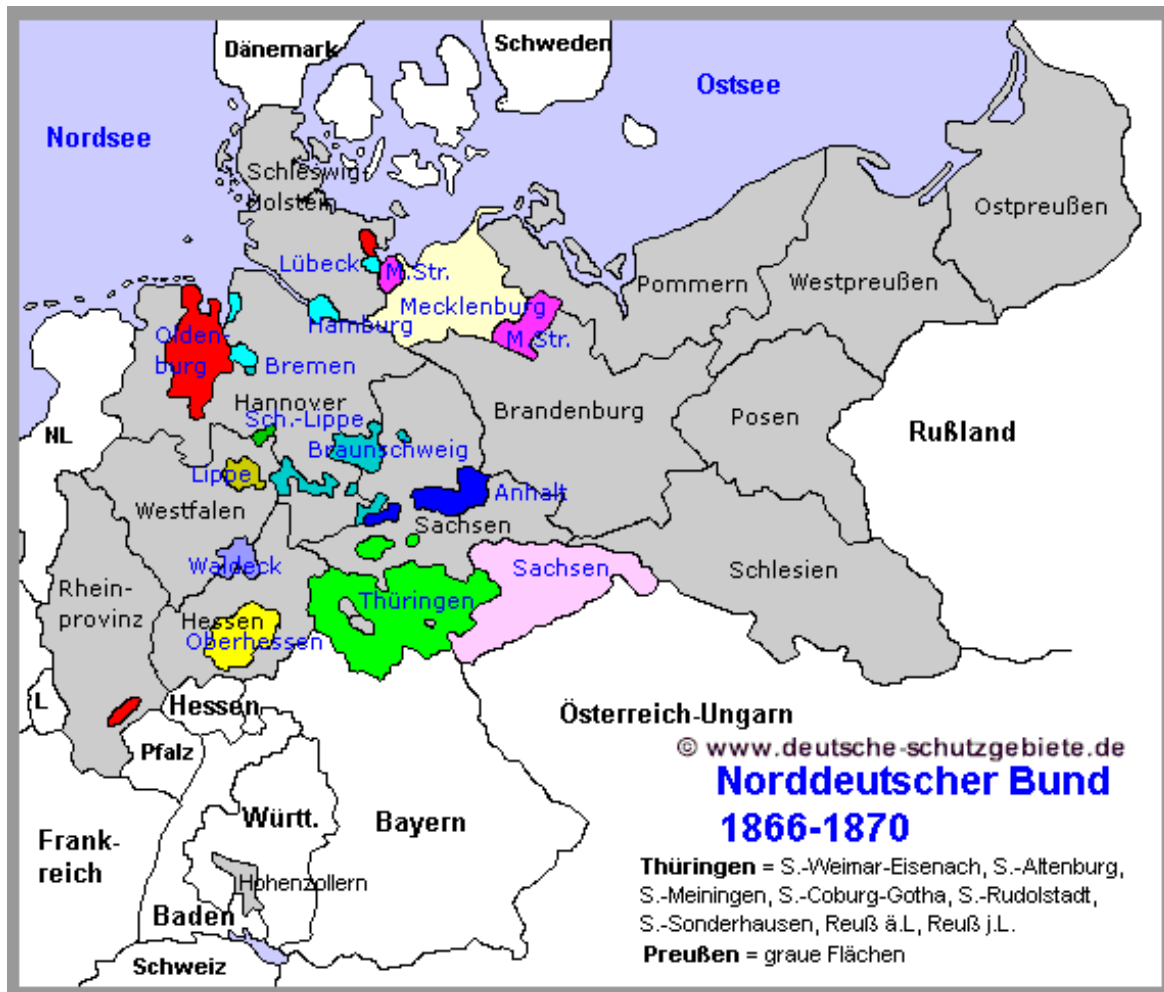 Dänemark
Schweden
Ostsee
Nordsee
Schleswig-
Holstein
Ostpreußen
Lübeck
M.Str.
Pommern
Westpreußen
Mecklenburg
Hamburg
Olden-
burg
M.Str.
Bremen
Hannover
Brandenburg
Posen
Sch.-Lippe
NL
Rußland
Braunschweig
Lippe
Anhalt
Westfalen
Sachsen
Waldeck
Sachsen
Schlesien
Rhein-
provinz
Thüringen
Hessen
Oberhessen
L
Hessen
Österreich-Ungarn
Pfalz
© www.deutsche-schutzgebiete.de
Norddeutscher Bund
1866-1870
Württ.
Bayern
Frank-
reich
Thüringen = S.-Weimar-Eisenach, S.-Altenburg,
S.-Meiningen, S.-Coburg-Gotha, S.-Rudolstadt,
S.-Sonderhausen, Reuß ä.L, Reuß j.L.
Preußen = graue Flächen
Hohenzollern
Baden
Schweiz